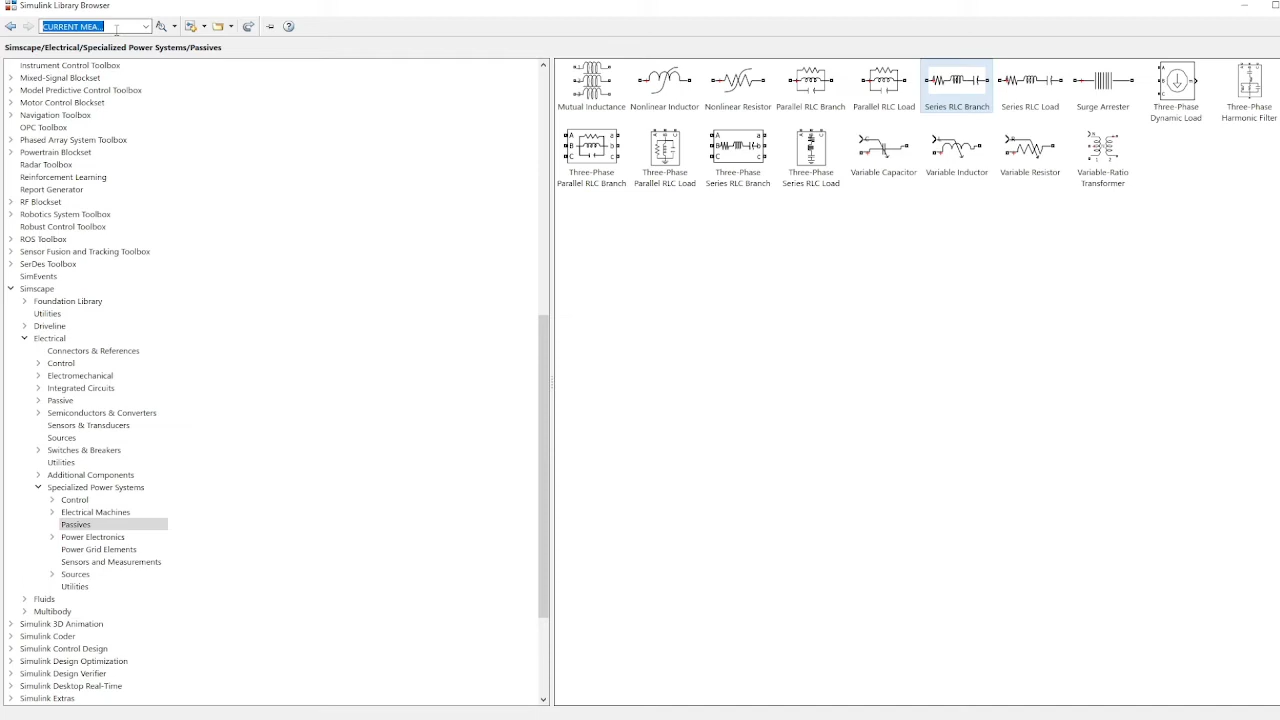 Simulink Library Browser
CURRENT MEA...
Simscape/Electrical/Specialized Power Systems/Passives
Instrument Control Toolbox
Mixed-Signal Blockset
Model Predictive Control Toolbox
Motor Control Blockset
Navigation Toolbox
OPC Toolbox
Phased Array System Toolbox
Powertrain Blockset
Radar Toolbox
Reinforcement Learning
Report Generator
RF Blockset
Robotics System Toolbox
Robust Control Toolbox
ROS Toolbox
Sensor Fusion and Tracking Toolbox
SerDes Toolbox
SimEvents
Simscape
Foundation Library
Utilities
Driveline
Electrical
Connectors & References
Control
Electromechanical
Integrated Circuits
Passive
Semiconductors & Converters
Sensors & Transducers
Sources
Switches & Breakers
Utilities
Additional Components
Specialized Power Systems
Control
Electrical Machines
Passives
Power Electronics
Power Grid Elements
Sensors and Measurements
Sources
Utilities
Fluids
Multibody
Simulink 3D Animation
Simulink Coder
Simulink Control Design
Simulink Design Optimization
Simulink Design Verifier
Simulink Desktop Real-Time
Simulink Extras
Mutual Inductance
Nonlinear Inductor
Nonlinear Resistor
Parallel RLC Branch
Parallel RLC Load
Series RLC Branch
Series RLC Load
Surge Arrester
Three-Phase
Dynamic Load
Three-Phase
Harmonic Filter
Three-Phase
Parallel RLC Branch
Three-Phase
Parallel RLC Load
Three-Phase
Series RLC Branch
Three-Phase
Series RLC Load
Variable Capacitor
Variable Inductor
Variable Resistor
Variable-Ratio
Transformer